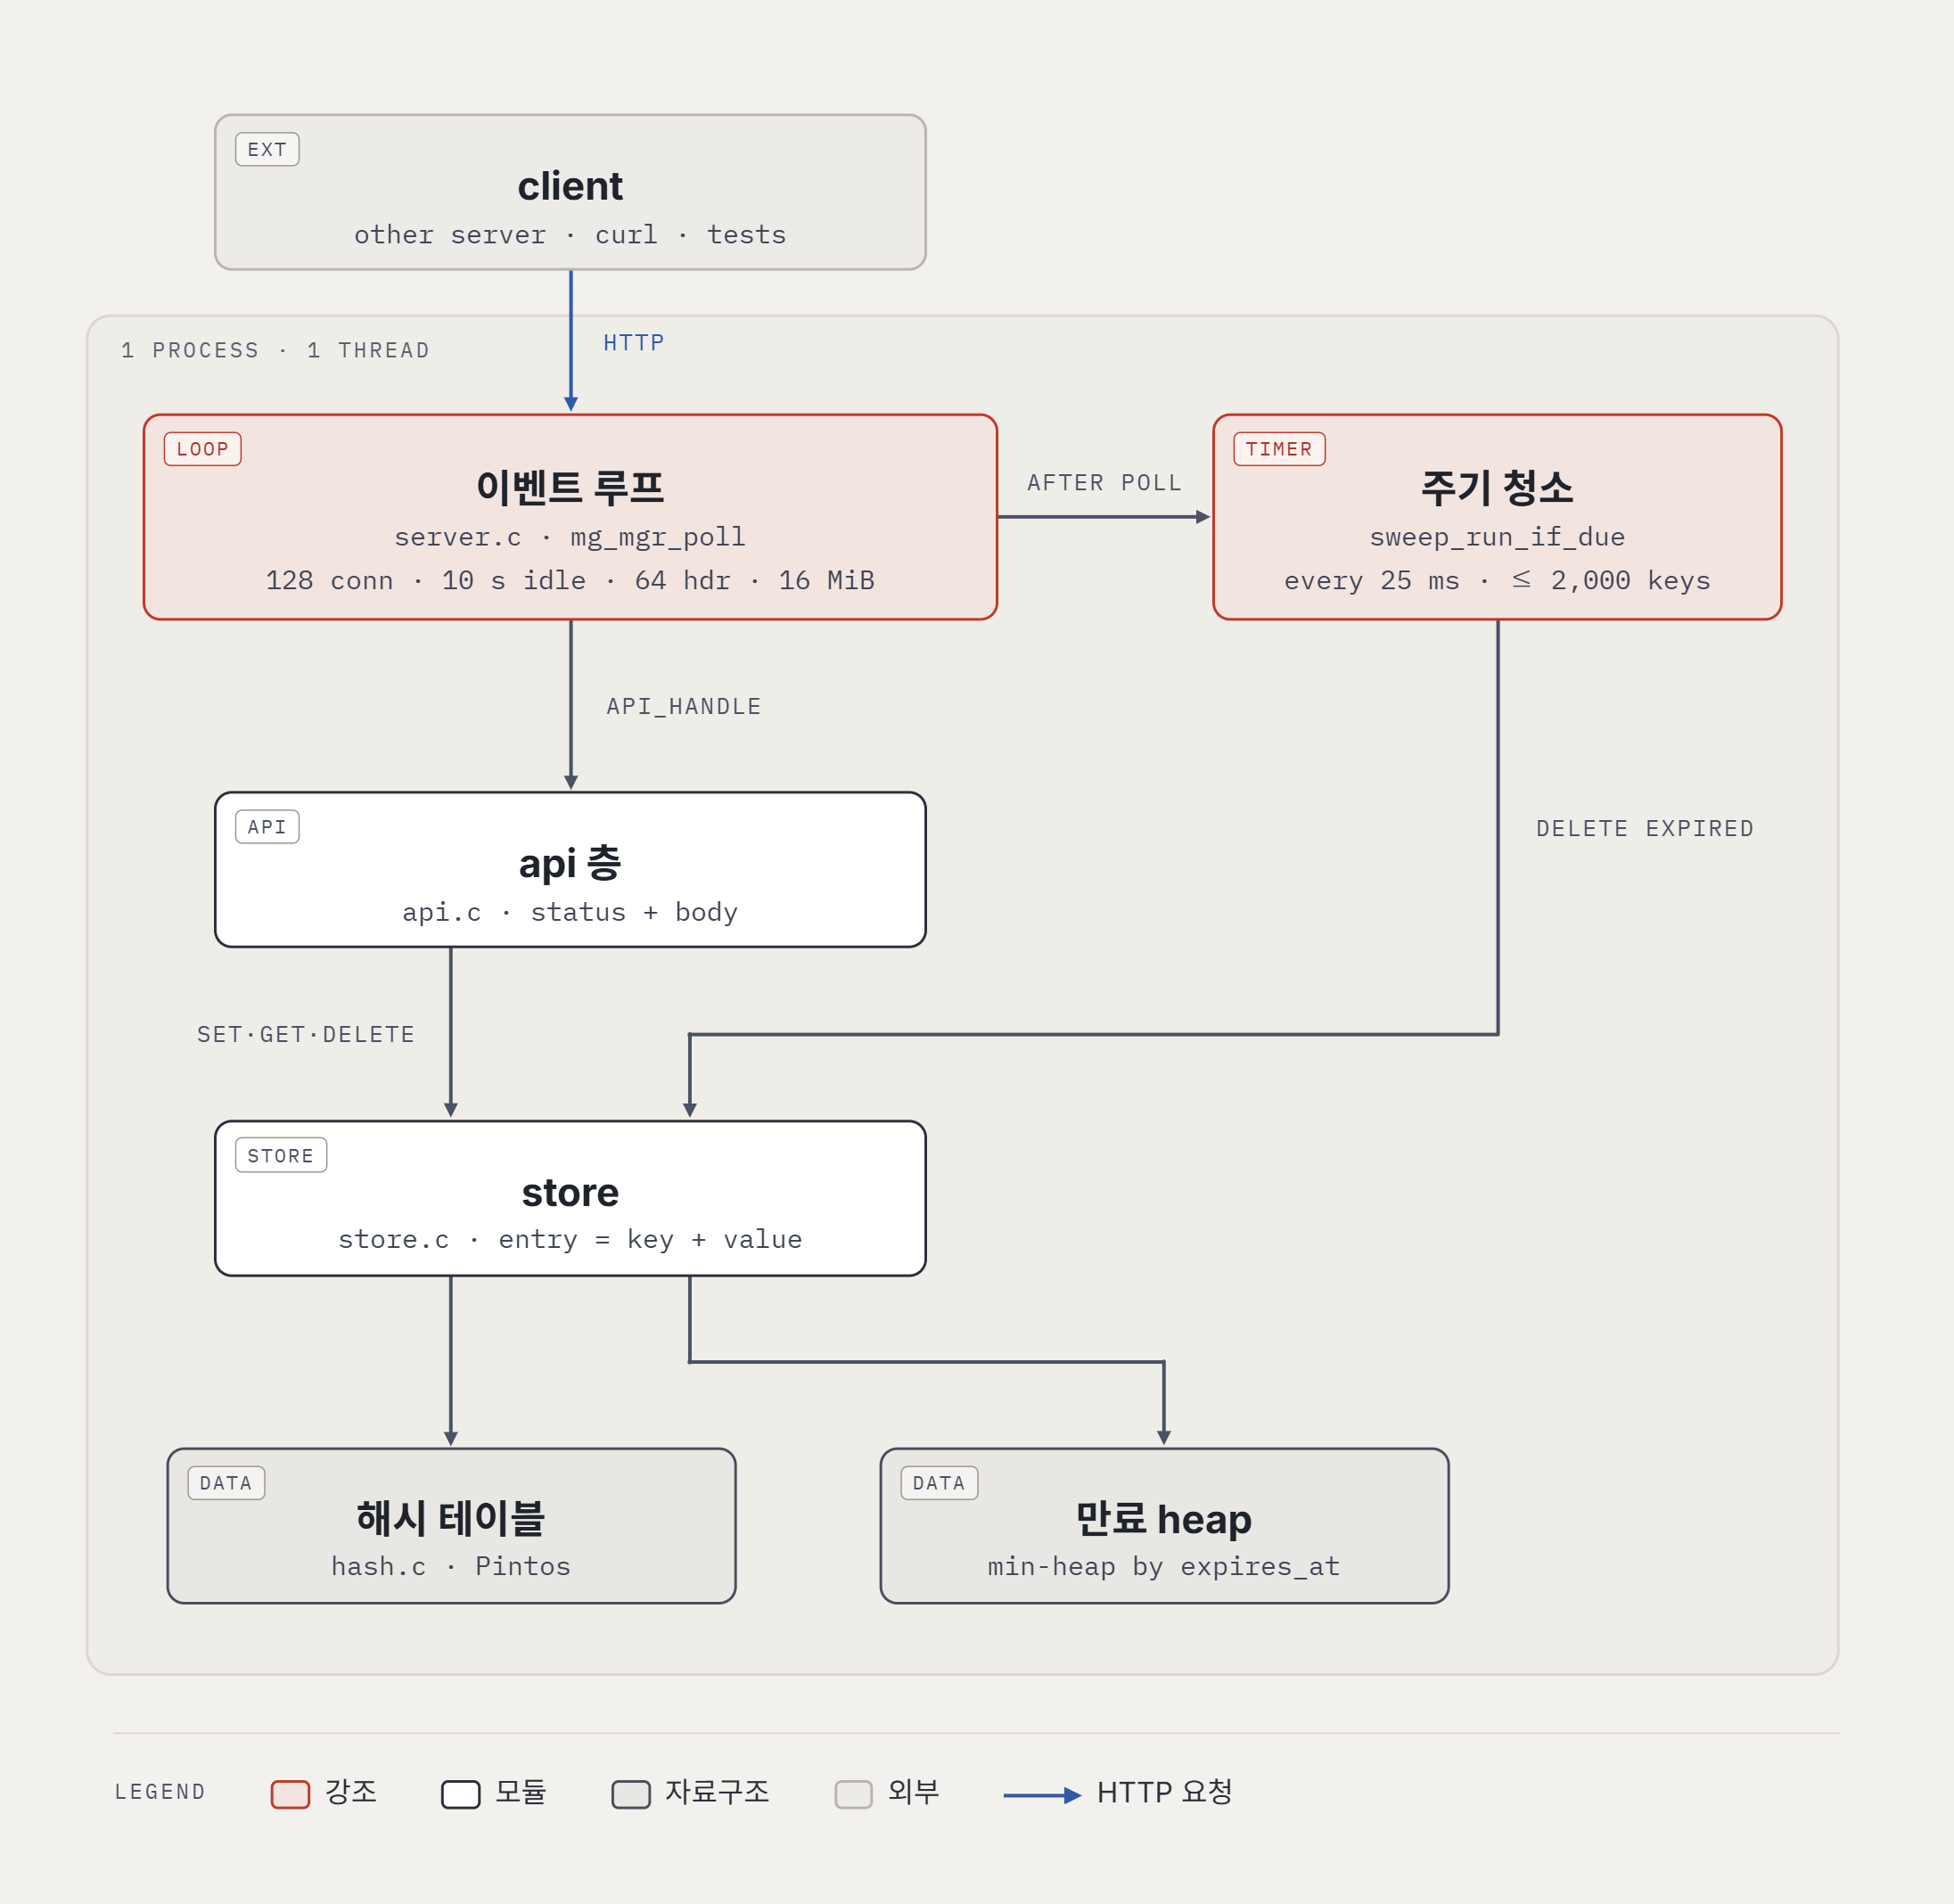 EXT
client
other server · curl · tests
1 PROCESS · 1 THREAD
HTTP
LOOP
이벤트 루프
server.c · mg_mgr_poll
128 conn · 10 s idle · 64 hdr · 16 MiB
AFTER POLL
TIMER
주기 청소
sweep_run_if_due
every 25 ms · ≤ 2,000 keys
API_HANDLE
API
api 층
api.c · status + body
DELETE EXPIRED
SET·GET·DELETE
STORE
store
store.c · entry = key + value
DATA
해시 테이블
hash.c · Pintos
DATA
만료 heap
min-heap by expires_at
LEGEND
강조
모듈
자료구조
외부
HTTP 요청